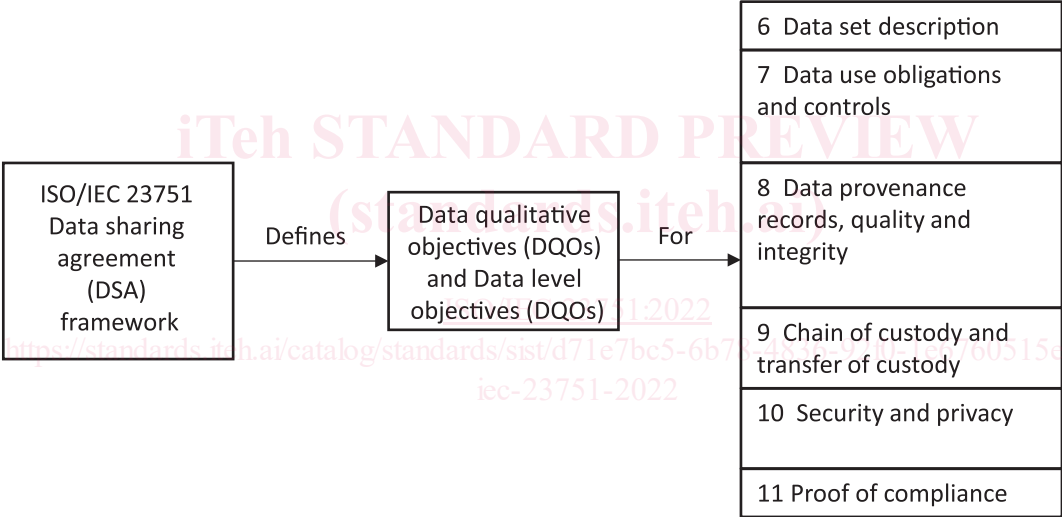 6 Data set description
7 Data use obligations
and controls
iTeh STANDARD PREVIEW
(standards.iteh.ai)
ISO/IEC 23751
Data sharing
agreement
(DSA)
framework
Defines
Data qualitative
objectives (DQOs)
and Data level
objectives (DQOs)
For
8 Data provenance
records, quality and
integrity
ISO/IEC 23751:2022
9 Chain of custody and
transfer of custody
iec-23751-2022
10 Security and privacy
11 Proof of compliance